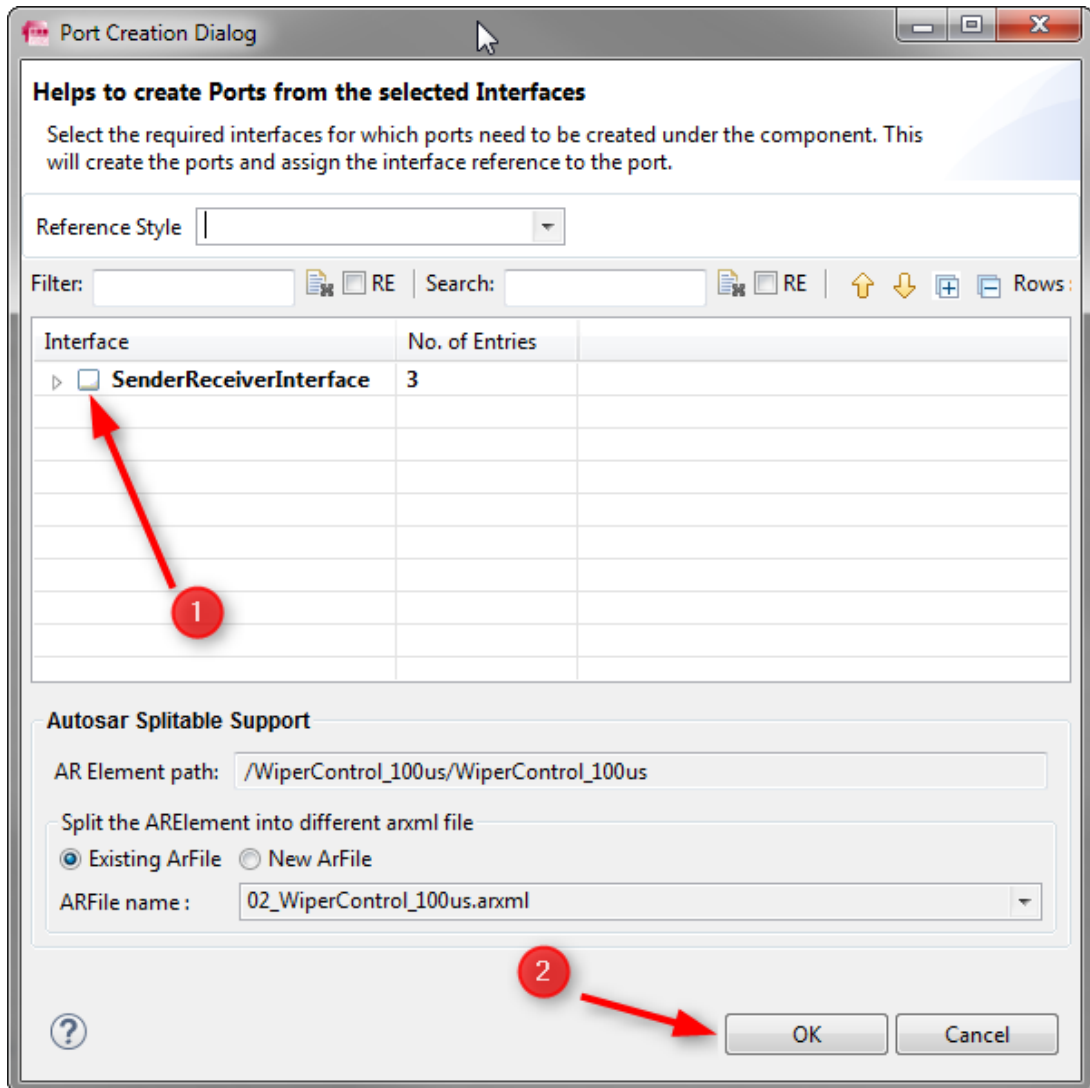 Port Creation Dialog
Helps to create Ports from the selected Interfaces
Select the required interfaces for which ports need to be created under the component. This
will create the ports and assign the interface reference to the port.
Reference Style
Filter: RE Search: RE Rows:
Interface No. of Entries
SenderReceiverInterface 3
1
Autosar Splitable Support
AR Element path: /WiperControl_100us/WiperControl_100us
Split the ARElement into different arxml file
Existing ArFile New ArFile
ARFile name : 02_WiperControl_100us.arxml
2
? OK Cancel